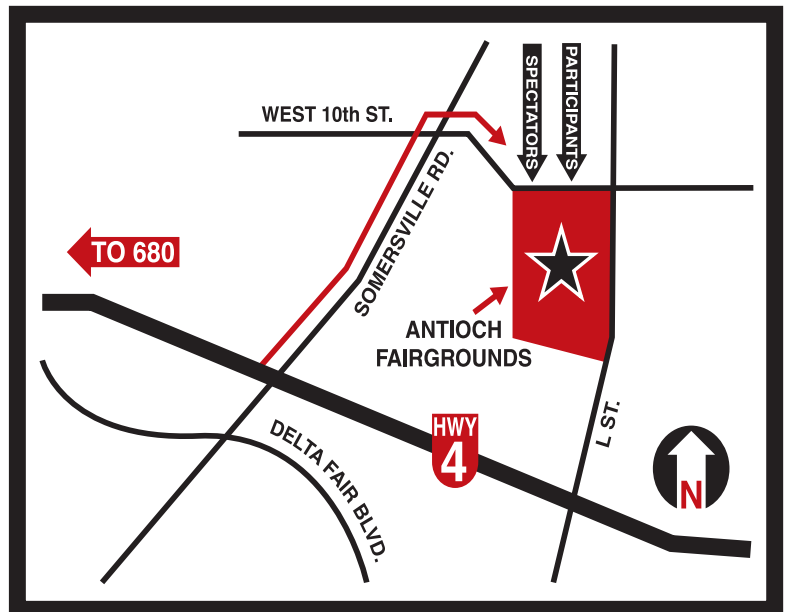 WEST 10th ST.
SPECTATORS
PARTICIPANTS
SOMERSVILLE RD.
TO 680
ANTIOCH
FAIRGROUNDS
L ST.
HWY
4
DELTA FAIR BLVD.
N